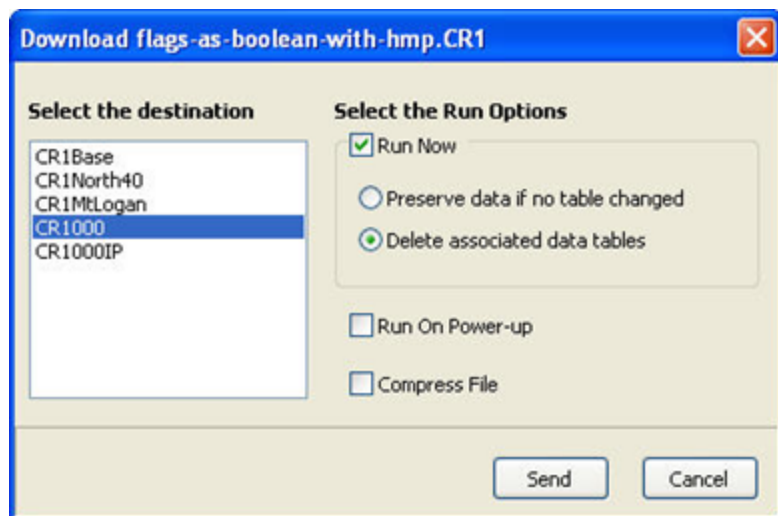 Download flags-as-boolean-with-hmp.CR1
Select the destination
CR1Base
CR1North40
CR1MtLogan
CR1000
CR1000IP
Select the Run Options
Run Now
Preserve data if no table changed
Delete associated data tables
Run On Power-up
Compress File
Send
Cancel